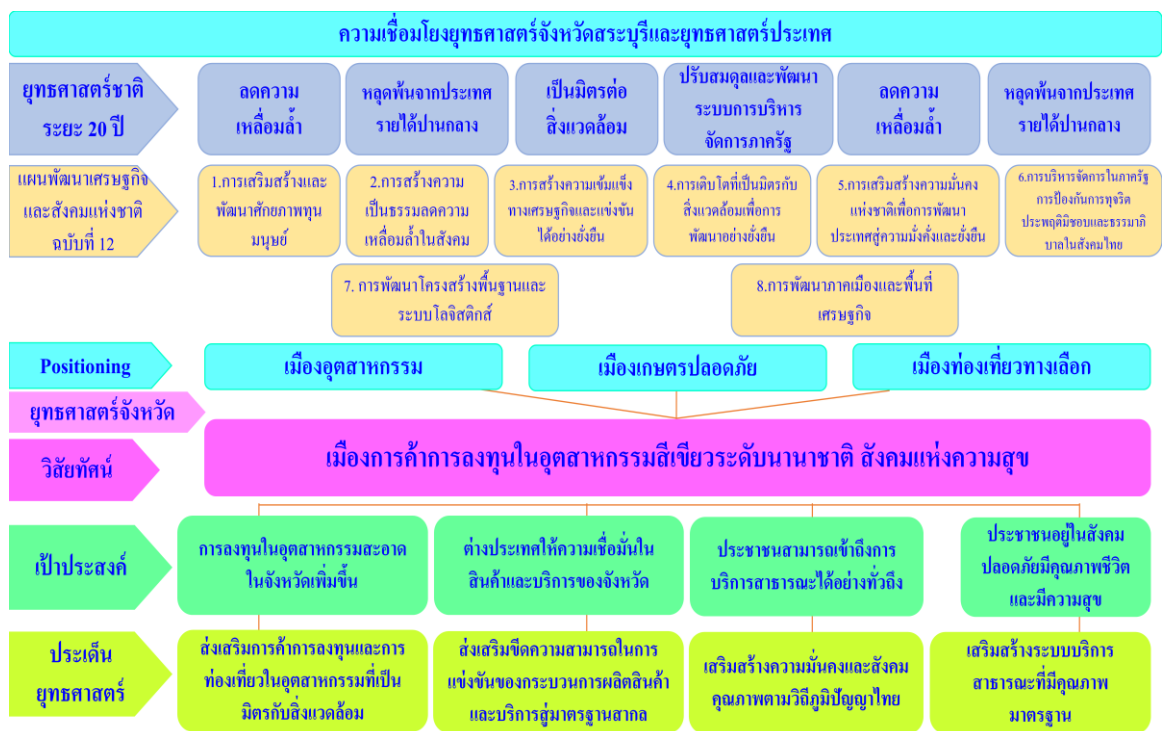 ความเชื่อมโยงยุทธศาสตร์จังหวัดสระบุรีและยุทธศาสตร์ประเทศ
ยุทธศาสตร์ชาติ
ระยะ 20 ปี
ลดความ
เหลื่อมล้ำ
หลุดพ้นจากประเทศ
รายได้ปานกลาง
เป็นมิตรต่อ
สิ่งแวดล้อม
ปรับสมดุลและพัฒนา
ระบบการบริหาร
จัดการภาครัฐ
ลดความ
เหลื่อมล้ำ
หลุดพ้นจากประเทศ
รายได้ปานกลาง
แผนพัฒนาเศรษฐกิจ
และสังคมแห่งชาติ
ฉบับที่ 12
1.การเสริมสร้างและ
พัฒนาศักยภาพทุน
มนุษย์
2.การสร้างความ
เป็นธรรมลดความ
เหลื่อมล้ำในสังคม
3.การสร้างความเข้มแข็ง
ทางเศรษฐกิจและแข่งขัน
ได้อย่างยั่งยืน
4.การเติบโตที่เป็นมิตรกับ
สิ่งแวดล้อมเพื่อการ
พัฒนาอย่างยั่งยืน
5.การเสริมสร้างความมั่นคง
แห่งชาติเพื่อการพัฒนา
ประเทศสู่ความมั่งคั่งและยั่งยืน
6.การบริหารจัดการในภาครัฐ
การป้องกันการทุจริต
ประพฤติมิชอบและธรรมาภิ
บาลในสังคมไทย
7. การพัฒนาโครงสร้างพื้นฐานและ
ระบบโลจิสติกส์
8.การพัฒนาภาคเมืองและพื้นที่
เศรษฐกิจ
Positioning
เมืองอุตสาหกรรม
เมืองเกษตรปลอดภัย
เมืองท่องเที่ยวทางเลือก
ยุทธศาสตร์จังหวัด
วิสัยทัศน์
เมืองการค้าการลงทุนในอุตสาหกรรมสีเขียวระดับนานาชาติ สังคมแห่งความสุข
เป้าประสงค์
การลงทุนในอุตสาหกรรมสะอาด
ในจังหวัดเพิ่มขึ้น
ต่างประเทศให้ความเชื่อมั่นใน
สินค้าและบริการของจังหวัด
ประชาชนสามารถเข้าถึงการ
บริการสาธารณะได้อย่างทั่วถึง
ประชาชนอยู่ในสังคม
ปลอดภัยมีคุณภาพชีวิต
และมีความสุข
ประเด็น
ยุทธศาสตร์
ส่งเสริมการค้าการลงทุนและการ
ท่องเที่ยวในอุตสาหกรรมที่เป็น
มิตรกับสิ่งแวดล้อม
ส่งเสริมขีดความสามารถในการ
แข่งขันของกระบวนการผลิตสินค้า
และบริการสู่มาตรฐานสากล
เสริมสร้างความมั่นคงและสังคม
คุณภาพตามวิถีภูมิปัญญาไทย
เสริมสร้างระบบบริการ
สาธารณะที่มีคุณภาพ
มาตรฐาน